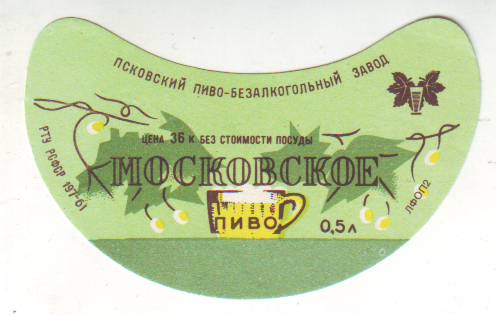 ПСКОВСКИЙ ПИВО-БЕЗАЛКОГОЛЬНЫЙ ЗАВОД
РТУ РСФСР 197-61
ЦЕНА 36 К БЕЗ СТОИМОСТИ ПОСУДЫ
МОСКОВСКОЕ
ПИВО
0,5 л
ЛФОП2